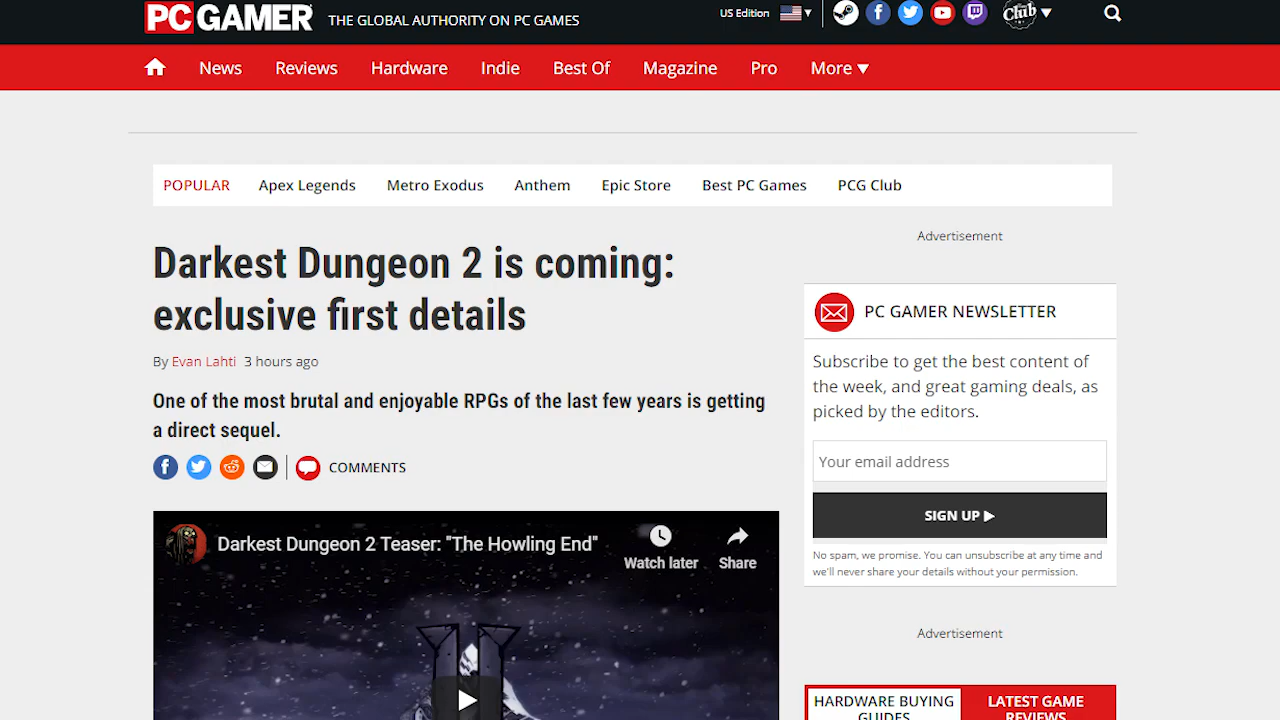 PC GAMER THE GLOBAL AUTHORITY ON PC GAMES
US Edition
Club
News Reviews Hardware Indie Best Of Magazine Pro More
POPULAR Apex Legends Metro Exodus Anthem Epic Store Best PC Games PCG Club
Darkest Dungeon 2 is coming:
exclusive first details
By Evan Lahti 3 hours ago
One of the most brutal and enjoyable RPGs of the last few years is getting
a direct sequel.
COMMENTS
Darkest Dungeon 2 Teaser: "The Howling End"
Watch later
Share
Advertisement
PC GAMER NEWSLETTER
Subscribe to get the best content of
the week, and great gaming deals, as
picked by the editors.
Your email address
SIGN UP
No spam, we promise. You can unsubscribe at any time and
we'll never share your details without your permission.
Advertisement
HARDWARE BUYING
GUIDES
LATEST GAME
REVIEWS